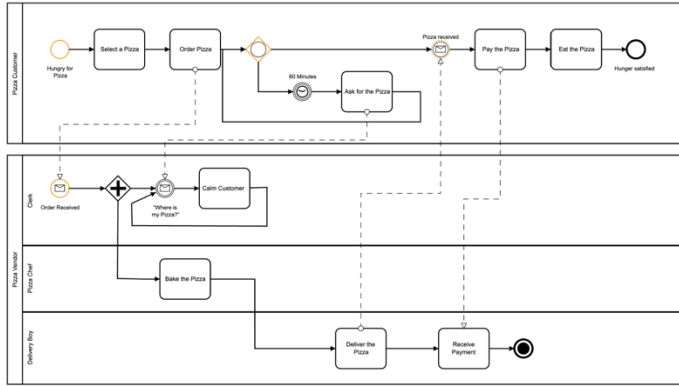 Pizza Customer
Hungry for
Pizza
Select a Pizza
Order Pizza
60 Minutes
Ask for the Pizza
Pizza received
Pay the Pizza
Eat the Pizza
Hunger satisfied
Pizza Vendor
Clerk
Order Received
"Where is
my Pizza?"
Calm Customer
Pizza Chef
Bake the Pizza
Delivery Boy
Deliver the
Pizza
Receive
Payment